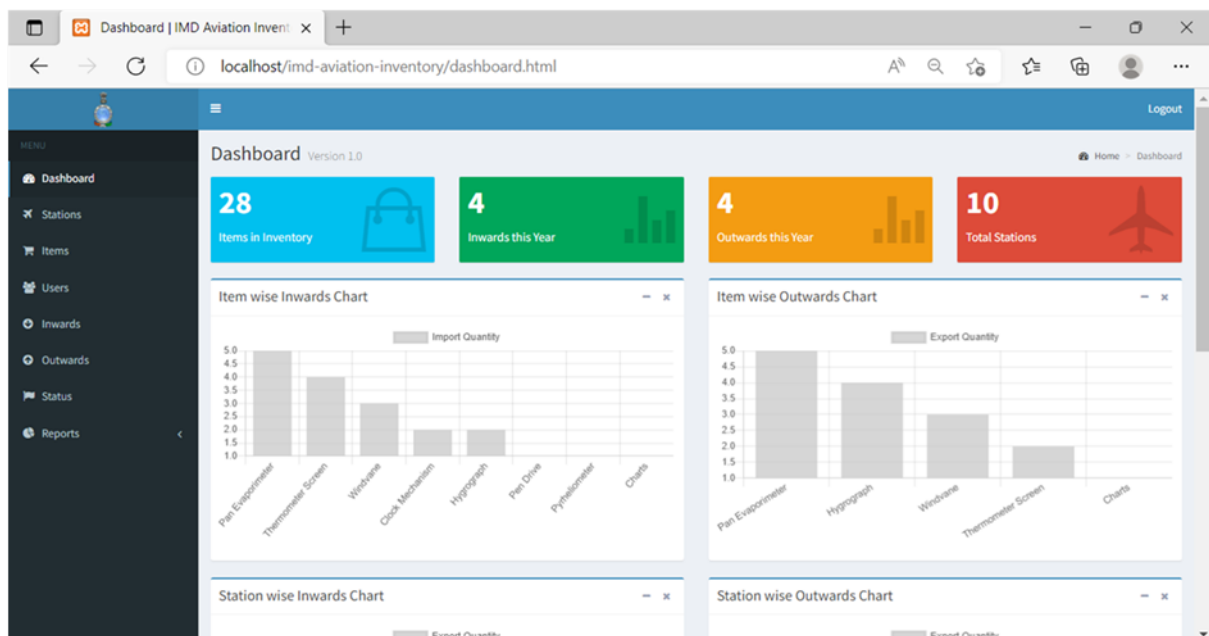 Dashboard | IMD Aviation Invent
localhost/imd-aviation-inventory/dashboard.html
Logout
MENU
Dashboard
Stations
Items
Users
Inwards
Outwards
Status
Reports
Dashboard Version 1.0
Home > Dashboard
28
Items in Inventory
4
Inwards this Year
4
Outwards this Year
10
Total Stations
Item wise Inwards Chart
Import Quantity
5.0
4.5
4.0
3.5
3.0
2.5
2.0
1.5
1.0
Pan Evaporimeter
Thermometer Screen
Windvane
Clock Mechanism
Hygrograph
Pen Drive
Pyrheliometer
Charts
Item wise Outwards Chart
Export Quantity
5.0
4.5
4.0
3.5
3.0
2.5
2.0
1.5
1.0
Pan Evaporimeter
Hygrograph
Windvane
Thermometer Screen
Charts
Station wise Inwards Chart
Export Quantity
Station wise Outwards Chart
Export Quantity